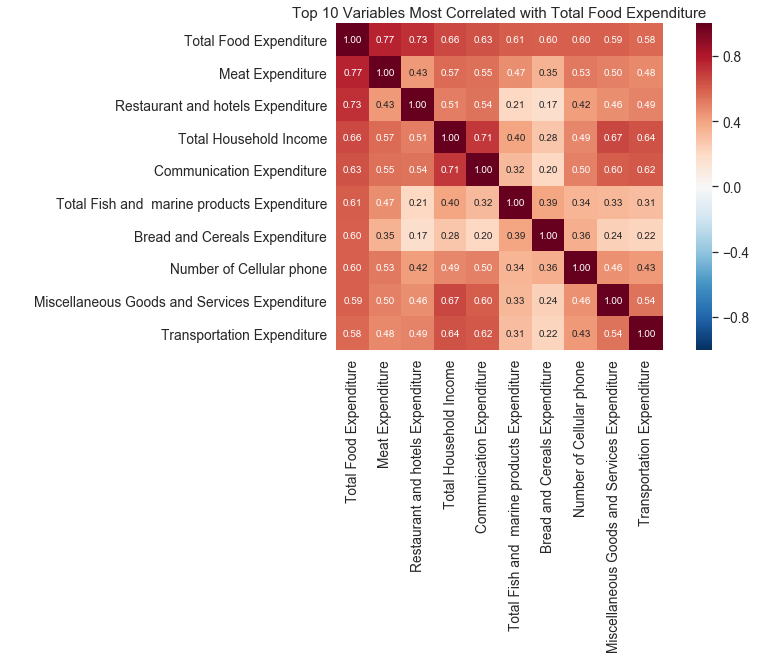 Top 10 Variables Most Correlated with Total Food Expenditure
Total Food Expenditure 1.00 0.77 0.73 0.66 0.63 0.61 0.60 0.60 0.59 0.58
Meat Expenditure 0.77 1.00 0.43 0.57 0.55 0.47 0.35 0.53 0.50 0.48
Restaurant and hotels Expenditure 0.73 0.43 1.00 0.51 0.54 0.21 0.17 0.42 0.46 0.49
Total Household Income 0.66 0.57 0.51 1.00 0.71 0.40 0.28 0.49 0.67 0.64
Communication Expenditure 0.63 0.55 0.54 0.71 1.00 0.32 0.20 0.50 0.60 0.62
Total Fish and  marine products Expenditure 0.61 0.47 0.21 0.40 0.32 1.00 0.39 0.34 0.33 0.31
Bread and Cereals Expenditure 0.60 0.35 0.17 0.28 0.20 0.39 1.00 0.36 0.24 0.22
Number of Cellular phone 0.60 0.53 0.42 0.49 0.50 0.34 0.36 1.00 0.46 0.43
Miscellaneous Goods and Services Expenditure 0.59 0.50 0.46 0.67 0.60 0.33 0.24 0.46 1.00 0.54
Transportation Expenditure 0.58 0.48 0.49 0.64 0.62 0.31 0.22 0.43 0.54 1.00
Total Food Expenditure
Meat Expenditure
Restaurant and hotels Expenditure
Total Household Income
Communication Expenditure
Total Fish and  marine products Expenditure
Bread and Cereals Expenditure
Number of Cellular phone
Miscellaneous Goods and Services Expenditure
Transportation Expenditure
0.8
0.4
0.0
−0.4
−0.8